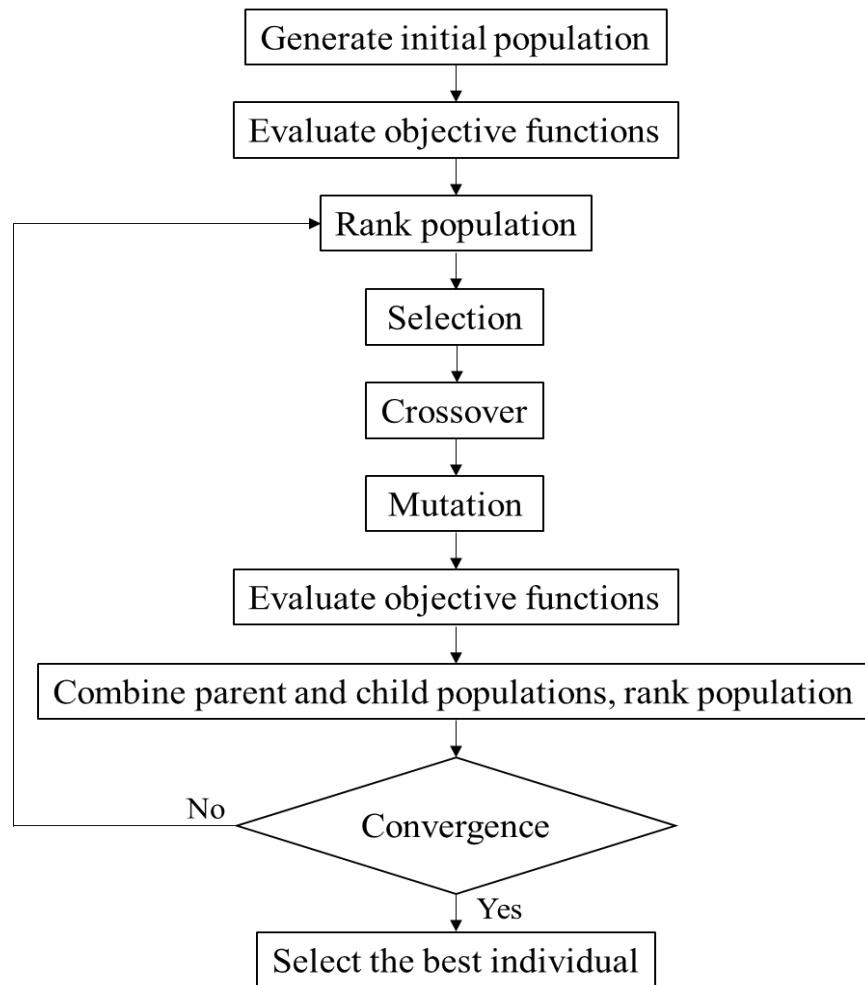 Generate initial population
Evaluate objective functions
Rank population
Selection
Crossover
Mutation
Evaluate objective functions
Combine parent and child populations, rank population
No
Convergence
Yes
Select the best individual